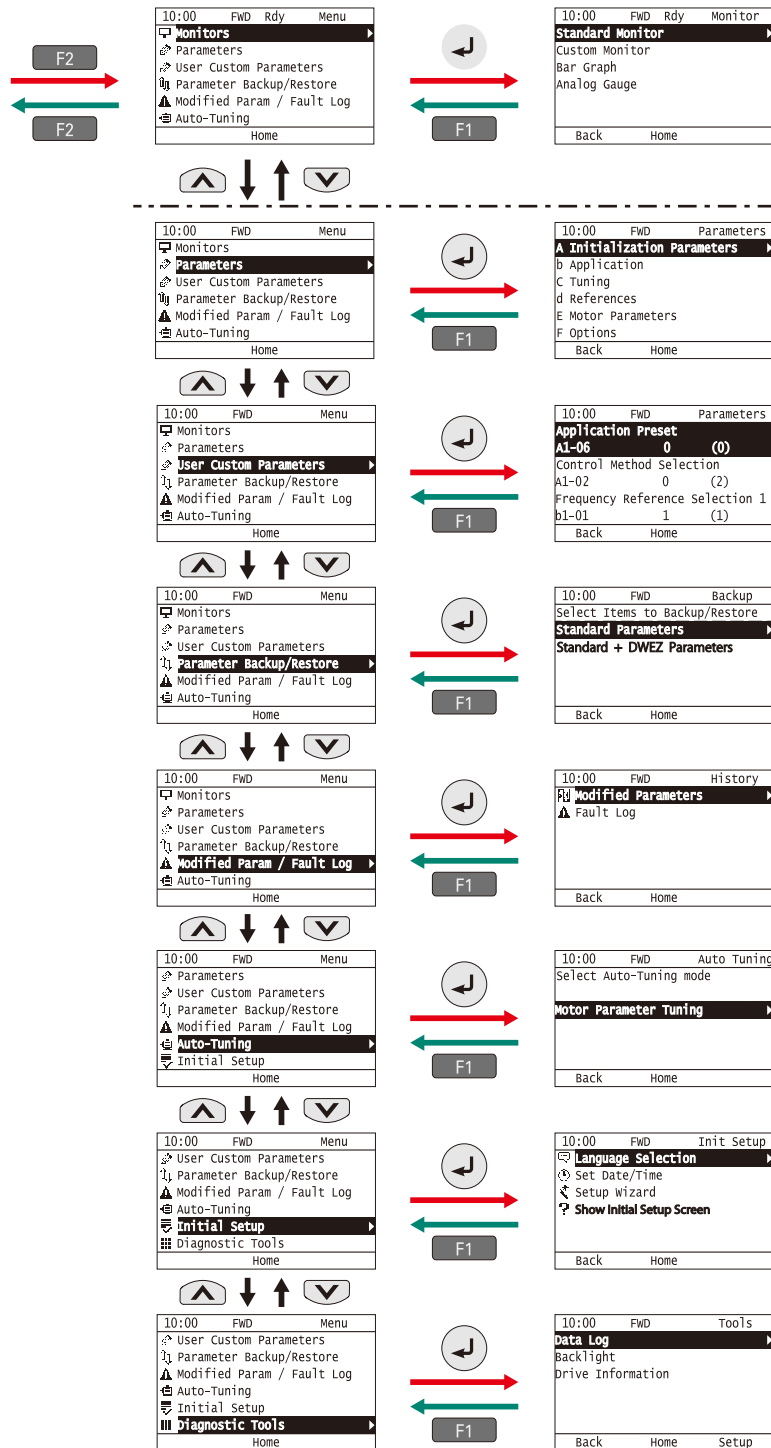 F2
F2
10:00 FWD Rdy Menu
Monitors
Parameters
User Custom Parameters
Parameter Backup/Restore
Modified Param / Fault Log
Auto-Tuning
Home
F1
10:00 FWD Rdy Monitor
Standard Monitor
Custom Monitor
Bar Graph
Analog Gauge
Back Home
10:00 FWD Menu
Monitors
Parameters
User Custom Parameters
Parameter Backup/Restore
Modified Param / Fault Log
Auto-Tuning
Home
F1
10:00 FWD Parameters
A Initialization Parameters
b Application
C Tuning
d References
E Motor Parameters
F Options
Back Home
10:00 FWD Menu
Monitors
Parameters
User Custom Parameters
Parameter Backup/Restore
Modified Param / Fault Log
Auto-Tuning
Home
F1
10:00 FWD Parameters
Application Preset
A1-06 0 (0)
Control Method Selection
A1-02 0 (2)
Frequency Reference Selection 1
b1-01 1 (1)
Back Home
10:00 FWD Menu
Monitors
Parameters
User Custom Parameters
Parameter Backup/Restore
Modified Param / Fault Log
Auto-Tuning
Home
F1
10:00 FWD Backup
Select Items to Backup/Restore
Standard Parameters
Standard + DWEZ Parameters
Back Home
10:00 FWD Menu
Monitors
Parameters
User Custom Parameters
Parameter Backup/Restore
Modified Param / Fault Log
Auto-Tuning
Home
F1
10:00 FWD History
Modified Parameters
Fault Log
Back Home
10:00 FWD Menu
Parameters
User Custom Parameters
Parameter Backup/Restore
Modified Param / Fault Log
Auto-Tuning
Initial Setup
Home
F1
10:00 FWD Auto Tuning
Select Auto-Tuning mode
Motor Parameter Tuning
Back Home
10:00 FWD Menu
User Custom Parameters
Parameter Backup/Restore
Modified Param / Fault Log
Auto-Tuning
Initial Setup
Diagnostic Tools
Home
F1
10:00 FWD Init Setup
Language Selection
Set Date/Time
Setup Wizard
Show Initial Setup Screen
Back Home
10:00 FWD Menu
User Custom Parameters
Parameter Backup/Restore
Modified Param / Fault Log
Auto-Tuning
Initial Setup
Diagnostic Tools
Home
F1
10:00 FWD Tools
Data Log
Backlight
Drive Information
Back Home Setup